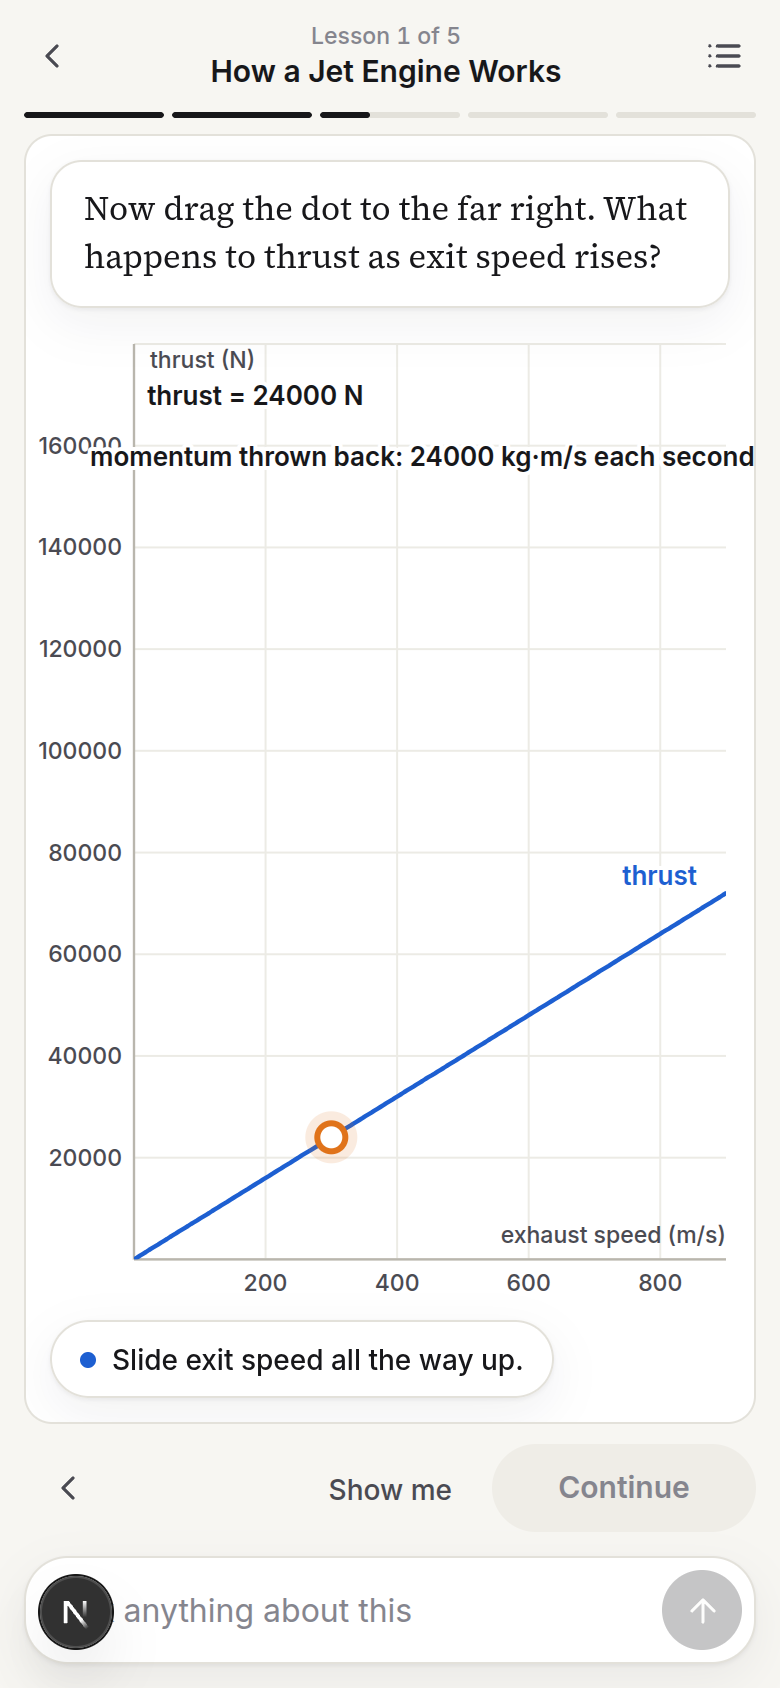 Lesson 1 of 5
How a Jet Engine Works
Now drag the dot to the far right. What
happens to thrust as exit speed rises?
thrust (N)
thrust = 24000 N
160000
momentum thrown back: 24000 kg·m/s each second
140000
120000
100000
80000
thrust
60000
40000
20000
exhaust speed (m/s)
200 400 600 800
Slide exit speed all the way up.
Show me Continue
N anything about this